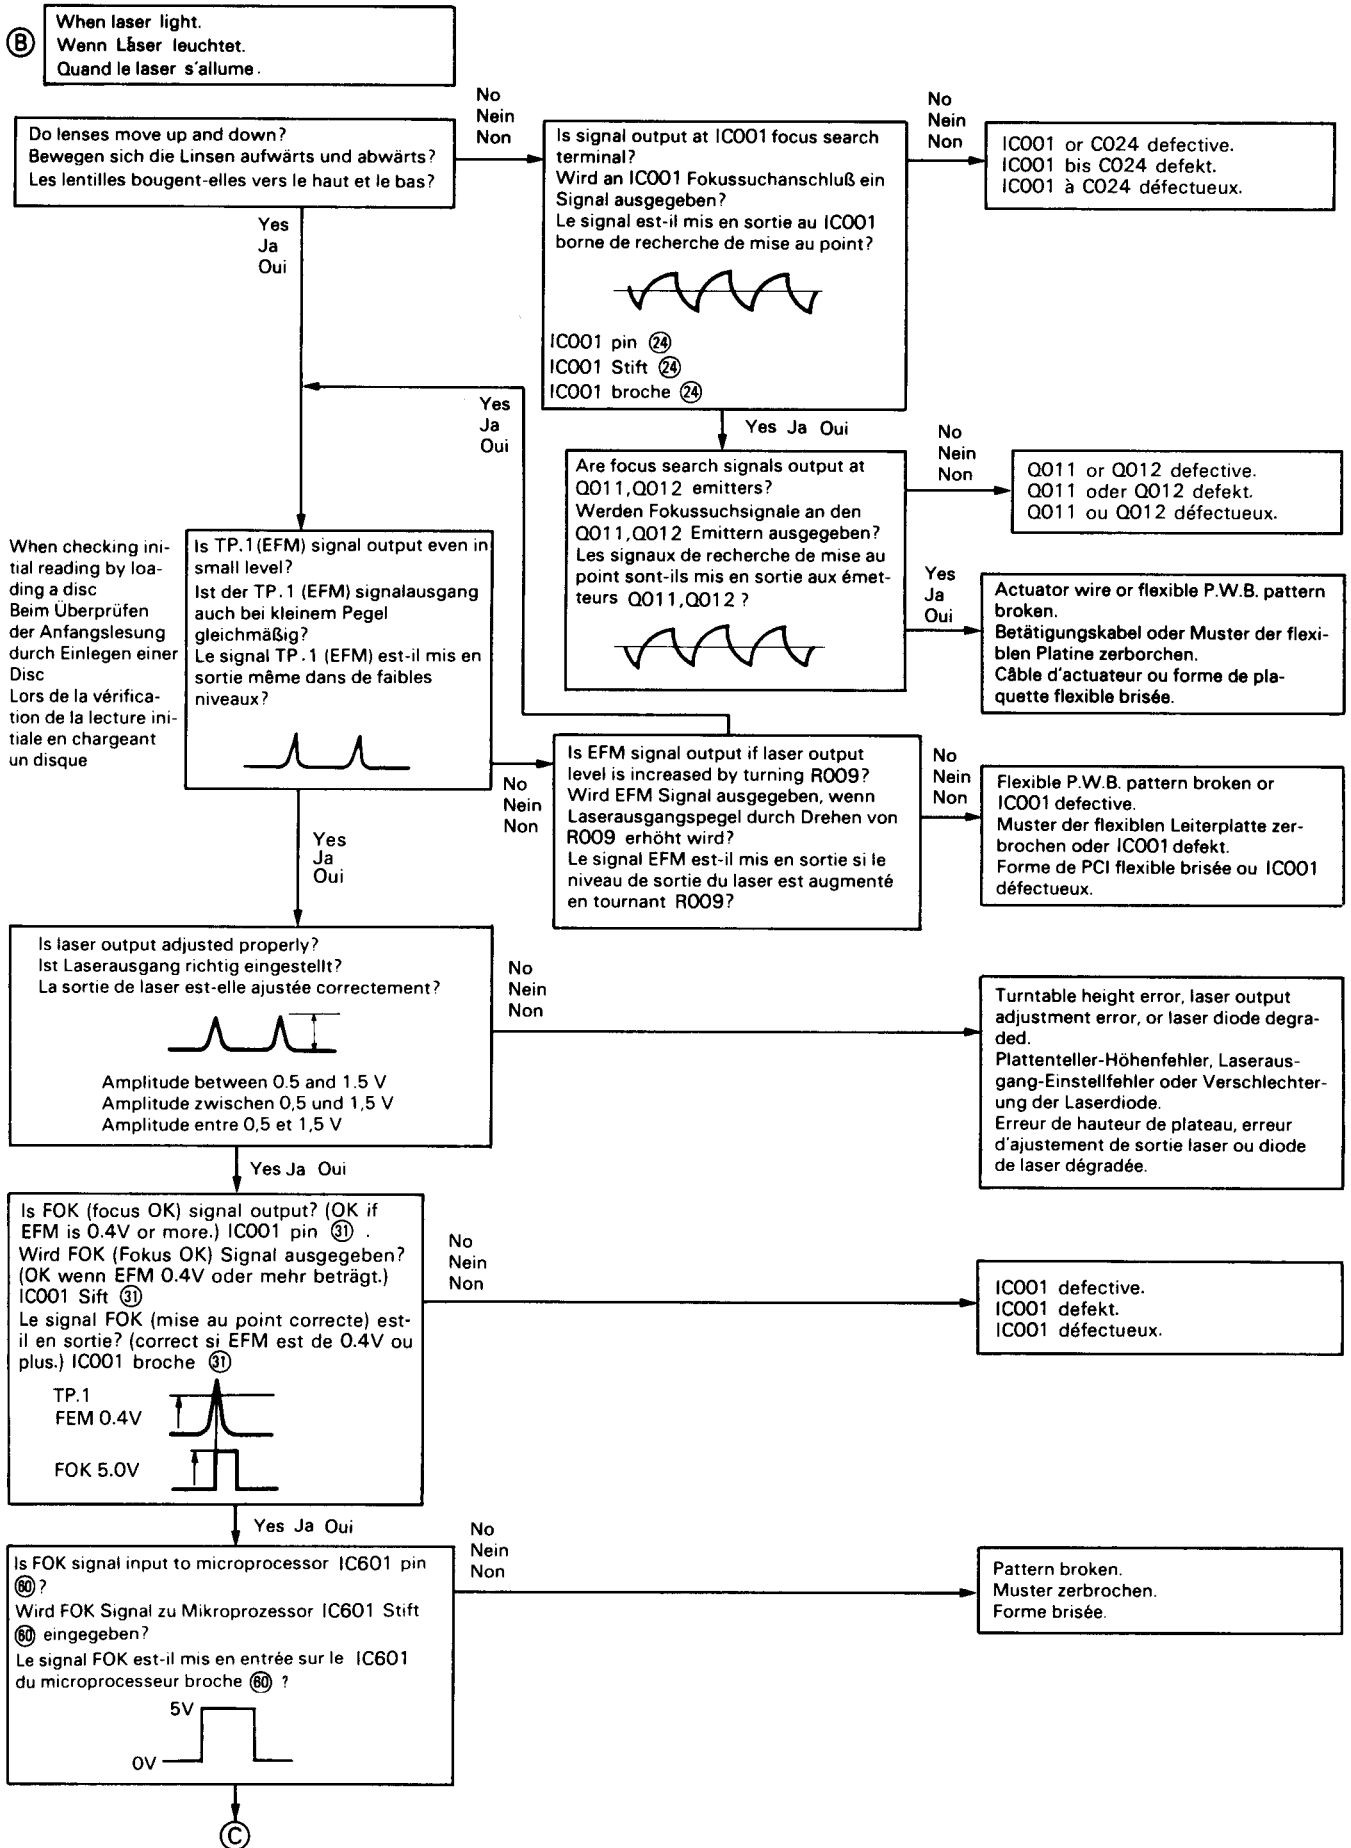 Ⓑ
When laser light.
Wenn Låser leuchtet.
Quand le laser s'allume.
Do lenses move up and down?
Bewegen sich die Linsen aufwärts und abwärts?
Les lentilles bougent-elles vers le haut et le bas?
No
Nein
Non
Is signal output at IC001 focus search
terminal?
Wird an IC001 Fokussuchanschluß ein
Signal ausgegeben?
Le signal est-il mis en sortie au IC001
borne de recherche de mise au point?
IC001 pin ㉔
IC001 Stift ㉔
IC001 broche ㉔
No
Nein
Non
IC001 or C024 defective.
IC001 bis C024 defekt.
IC001 à C024 défectueux.
Yes
Ja
Oui
Yes
Ja
Oui
Yes Ja Oui
Are focus search signals output at
Q011,Q012 emitters?
Werden Fokussuchsignale an den
Q011,Q012 Emittern ausgegeben?
Les signaux de recherche de mise au
point sont-ils mis en sortie aux émet-
teurs Q011,Q012 ?
No
Nein
Non
Q011 or Q012 defective.
Q011 oder Q012 defekt.
Q011 ou Q012 défectueux.
Yes
Ja
Oui
Actuator wire or flexible P.W.B. pattern
broken.
Betätigungskabel oder Muster der flexi-
blen Platine zerborchen.
Câble d'actuateur ou forme de pla-
quette flexible brisée.
When checking ini-
tial reading by loa-
ding a disc
Beim Überprüfen
der Anfangslesung
durch Einlegen einer
Disc
Lors de la vérifica-
tion de la lecture ini-
tiale en chargeant
un disque
Is TP.1 (EFM) signal output even in
small level?
Ist der TP.1 (EFM) signalausgang
auch bei kleinem Pegel
gleichmäßig?
Le signal TP.1 (EFM) est-il mis en
sortie même dans de faibles
niveaux?
No
Nein
Non
Is EFM signal output if laser output
level is increased by turning R009?
Wird EFM Signal ausgegeben, wenn
Laserausgangspegel durch Drehen von
R009 erhöht wird?
Le signal EFM est-il mis en sortie si le
niveau de sortie du laser est augmenté
en tournant R009?
No
Nein
Non
Flexible P.W.B. pattern broken or
IC001 defective.
Muster der flexiblen Leiterplatte zer-
brochen oder IC001 defekt.
Forme de PCI flexible brisée ou IC001
défectueux.
Yes
Ja
Oui
Is laser output adjusted properly?
Ist Laserausgang richtig eingestellt?
La sortie de laser est-elle ajustée correctement?
Amplitude between 0.5 and 1.5 V
Amplitude zwischen 0,5 und 1,5 V
Amplitude entre 0,5 et 1,5 V
No
Nein
Non
Turntable height error, laser output
adjustment error, or laser diode degra-
ded.
Plattenteller-Höhenfehler, Laseraus-
gang-Einstellfehler oder Verschlechter-
ung der Laserdiode.
Erreur de hauteur de plateau, erreur
d'ajustement de sortie laser ou diode
de laser dégradée.
Yes Ja Oui
Is FOK (focus OK) signal output? (OK if
EFM is 0.4V or more.) IC001 pin ㉛ .
Wird FOK (Fokus OK) Signal ausgegeben?
(OK wenn EFM 0.4V oder mehr beträgt.)
IC001 Sift ㉛
Le signal FOK (mise au point correcte) est-
il en sortie? (correct si EFM est de 0.4V ou
plus.) IC001 broche ㉛
TP.1
FEM 0.4V
FOK 5.0V
No
Nein
Non
IC001 defective.
IC001 defekt.
IC001 défectueux.
Yes Ja Oui
Is FOK signal input to microprocessor IC601 pin
(60)?
Wird FOK Signal zu Mikroprozessor IC601 Stift
(60) eingegeben?
Le signal FOK est-il mis en entrée sur le IC601
du microprocesseur broche (60) ?
5V
0V
No
Nein
Non
Pattern broken.
Muster zerbrochen.
Forme brisée.
Ⓒ